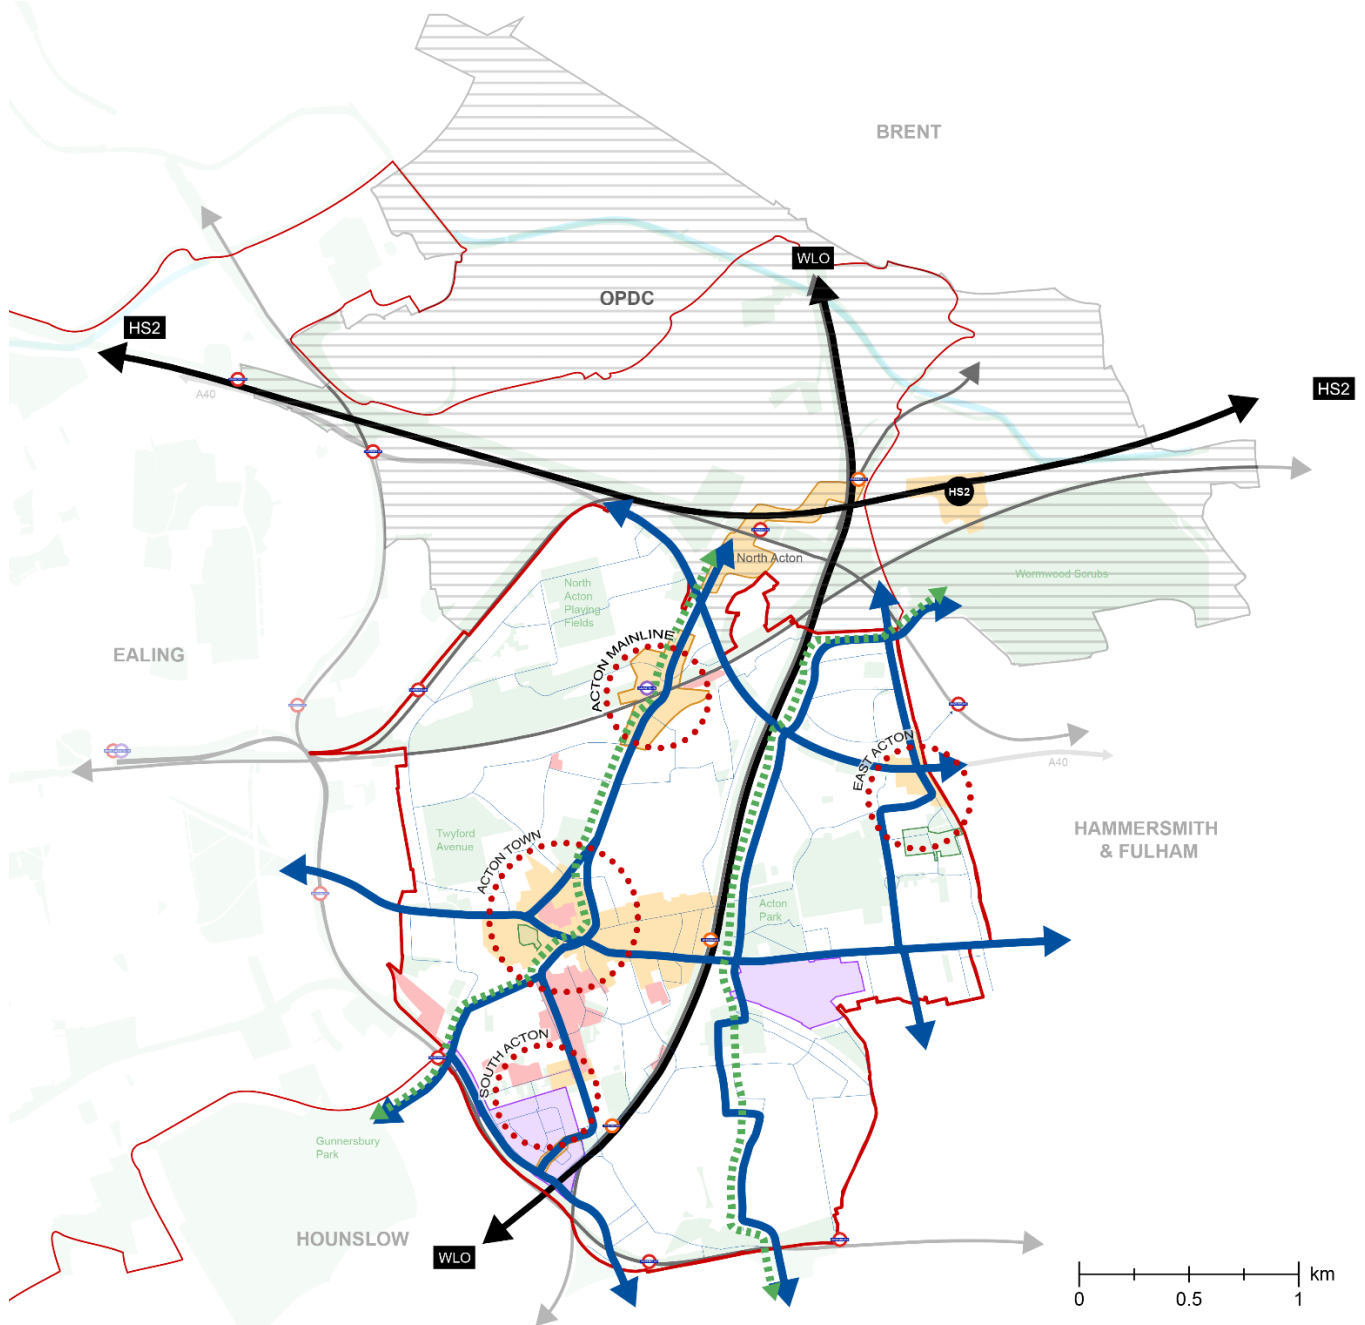 BRENT
WLO
OPDC
HS2
HS2
A40
HS2
North Acton
Wormwood Scrubs
North
Acton
Playing
Fields
ACTON MAINLINE
EALING
EAST ACTON
A40
HAMMERSMITH
& FULHAM
Twyford
Avenue
ACTON TOWN
Acton
Park
SOUTH ACTON
Gunnersbury
Park
HOUNSLOW
WLO
km
0
0.5
1